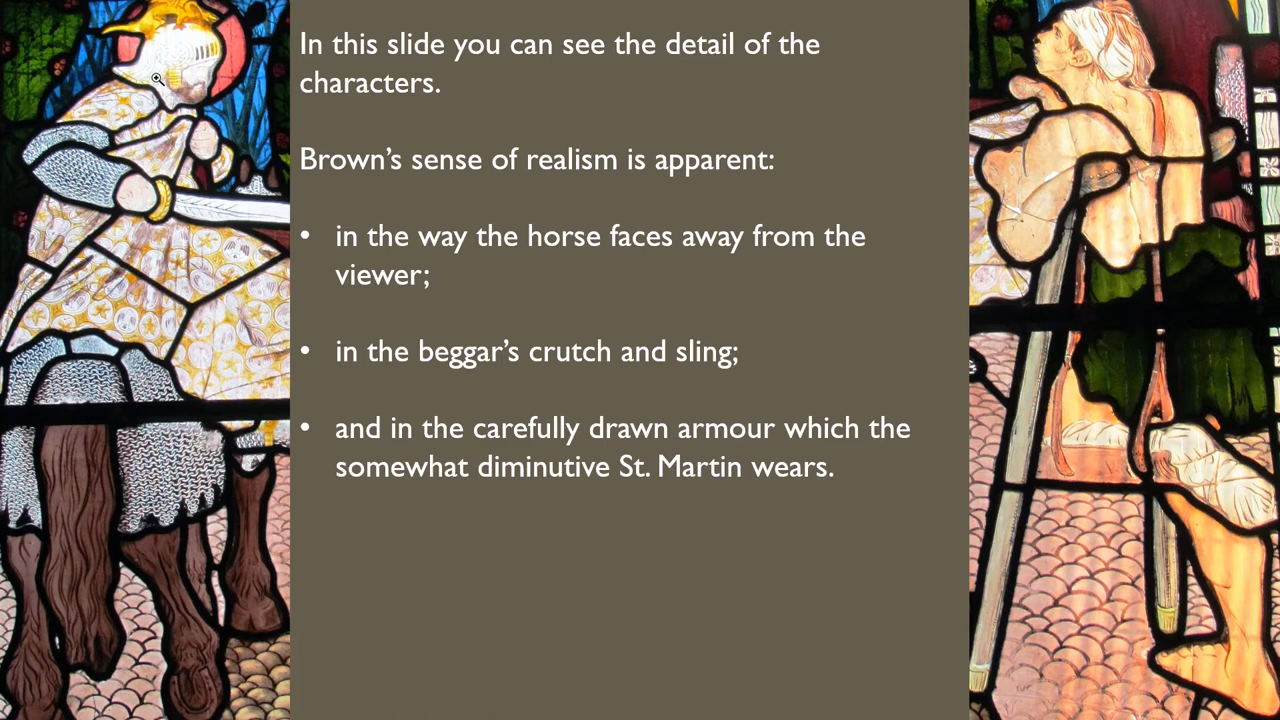 In this slide you can see the detail of the
characters.
Brown’s sense of realism is apparent:
• in the way the horse faces away from the
viewer;
• in the beggar’s crutch and sling;
• and in the carefully drawn armour which the
somewhat diminutive St. Martin wears.